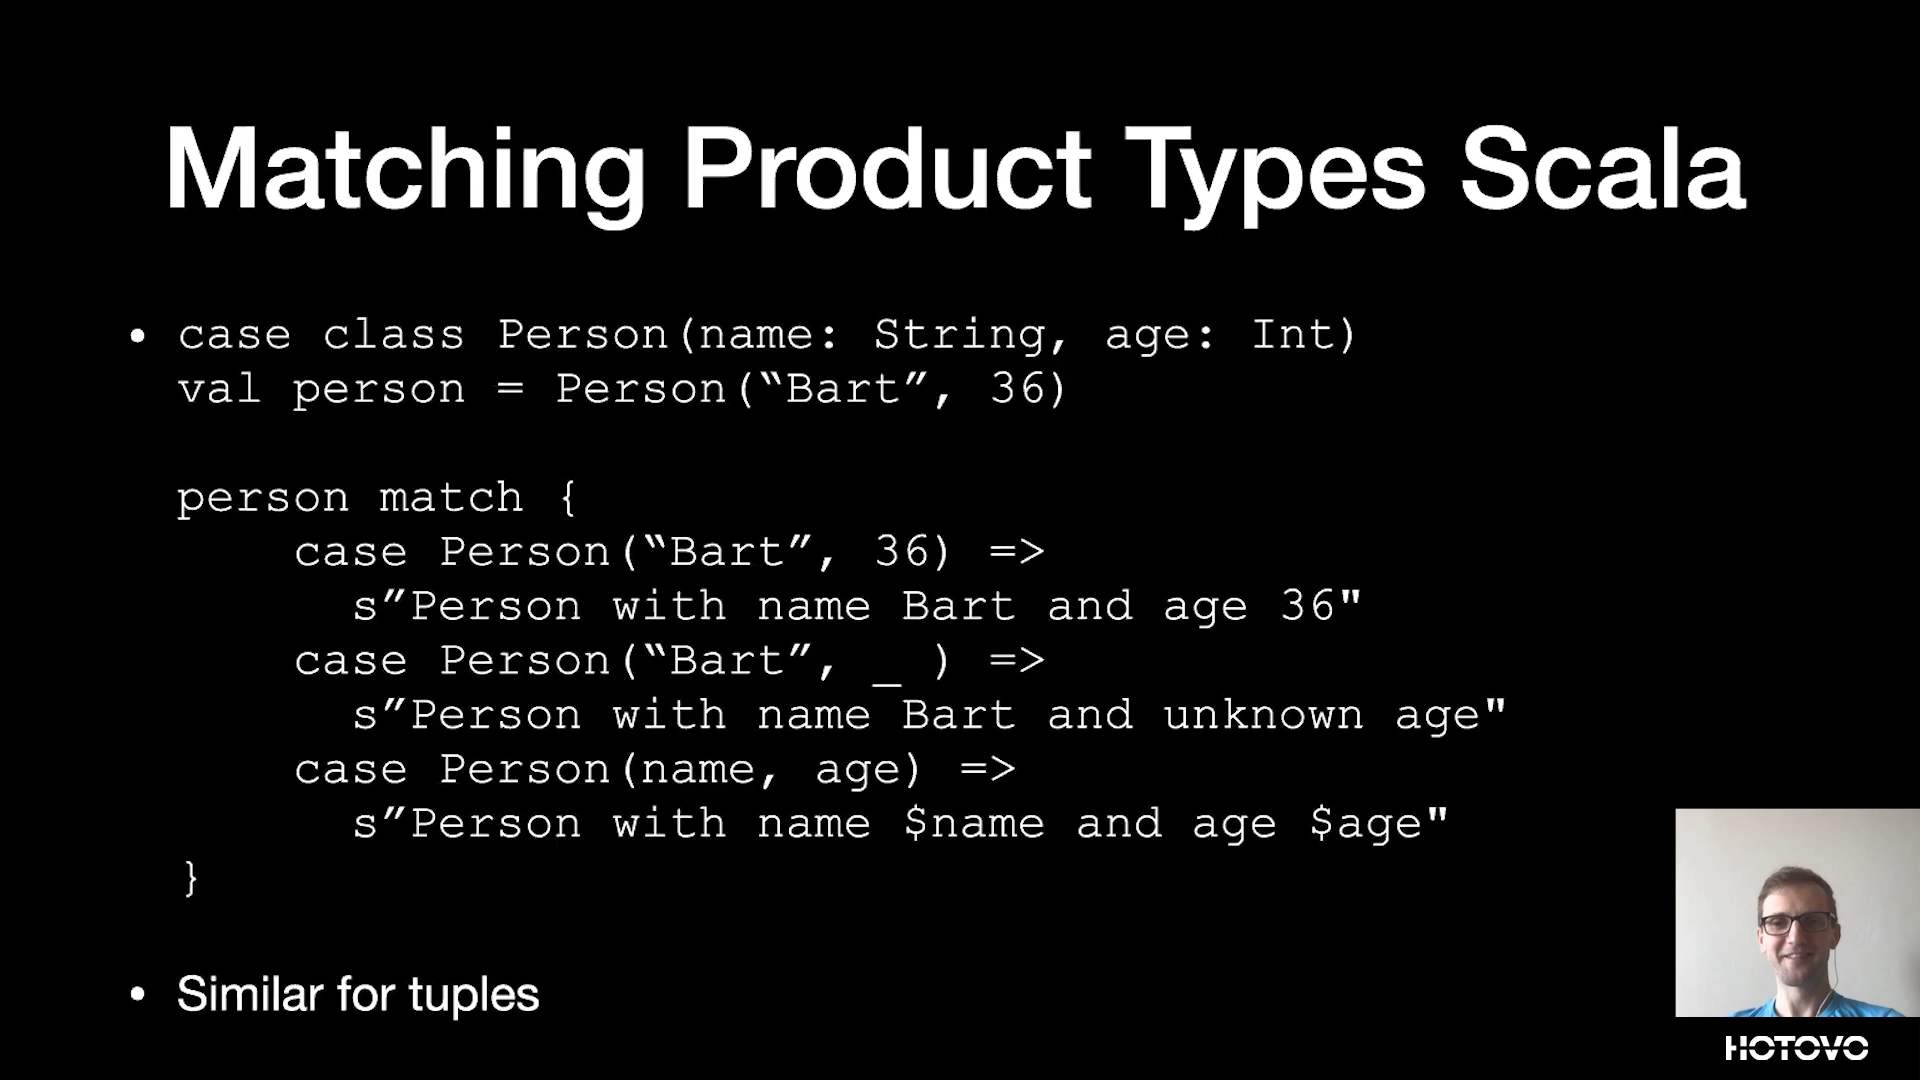 Matching Product Types Scala
• case class Person(name: String, age: Int)
val person = Person(“Bart”, 36)
person match {
case Person(“Bart”, 36) =>
s”Person with name Bart and age 36"
case Person(“Bart”, _ ) =>
s”Person with name Bart and unknown age"
case Person(name, age) =>
s”Person with name $name and age $age"
}
• Similar for tuples
HOTOVO